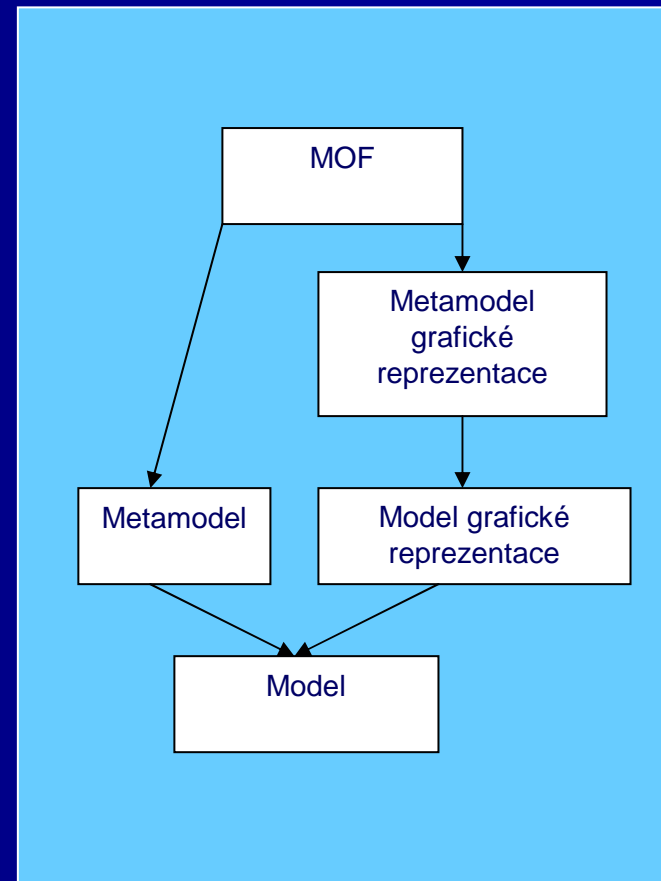 MOF
Metamodel
grafické
reprezentace
Metamodel
Model grafické
reprezentace
Model